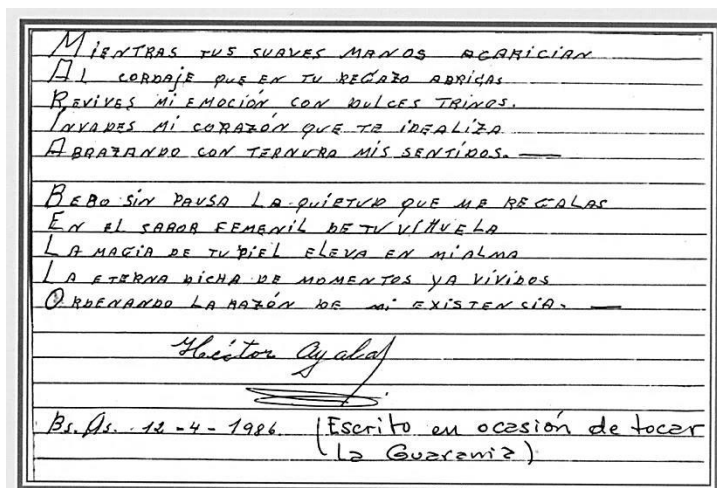 MIENTRAS TUS SUAVES MANOS ACARICIAN
AL CORDAJE QUE EN TU REGAZO ABRIGAS
REVIVES MI EMOCIÓN CON DULCES TRINOS.
INVADES MI CORAZÓN QUE TE IDEALIZA
ABRAZANDO CON TERNURA MIS SENTIDOS. —
BEBO SIN PAUSA LA QUIETUD QUE ME REGALAS
EN EL SABOR FEMENIL DE TU VIHUELA
LA MAGIA DE TU PIEL ELEVA EN MI ALMA
LA ETERNA DICHA DE MOMENTOS YA VIVIDOS
ORDENANDO LA RAZÓN DE MI EXISTENCIA. —
Héctor Ayala
Bs. As. 12-4-1986 (Escrito en ocasión de tocar
La Guarania)